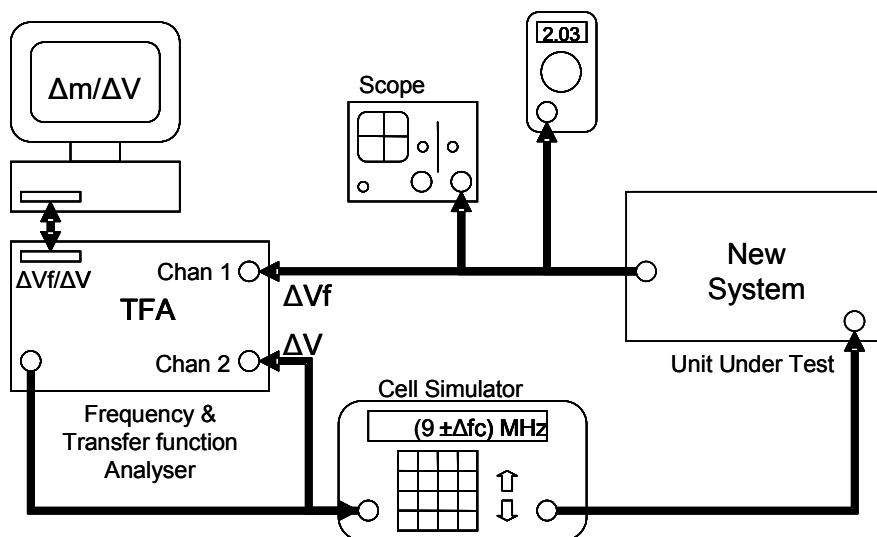 Δm/ΔV
Scope
2.03
ΔVf/ΔV
TFA
Chan 1
ΔVf
Chan 2
ΔV
New
System
Unit Under Test
Frequency &
Transfer function
Analyser
Cell Simulator
(9 ±Δfc) MHz